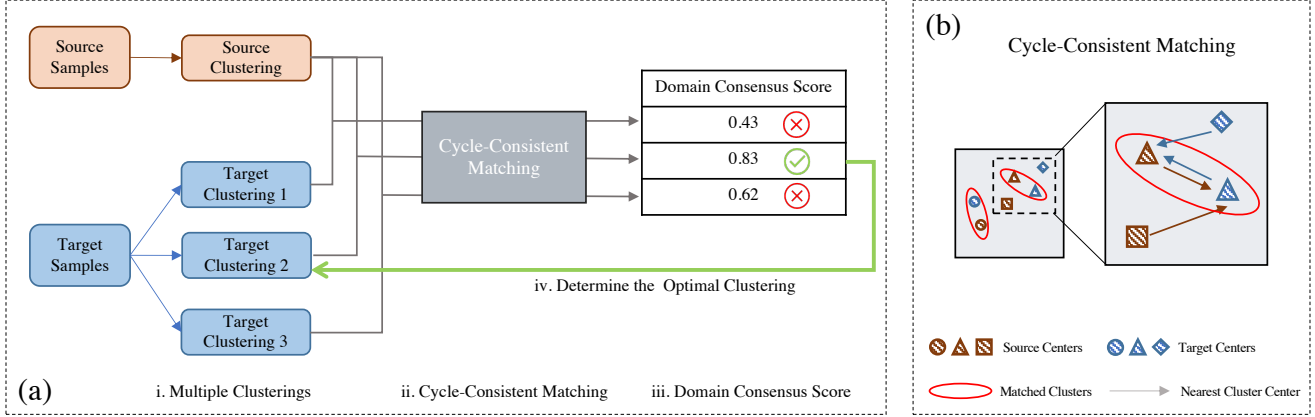 Source
Samples
Source
Clustering
Target
Samples
Target
Clustering 1
Target
Clustering 2
Target
Clustering 3
Cycle-Consistent
Matching
Domain Consensus Score
0.43
0.83
0.62
iv. Determine the Optimal Clustering
(a)
i. Multiple Clusterings
ii. Cycle-Consistent Matching
iii. Domain Consensus Score
(b)
Cycle-Consistent Matching
Source Centers
Target Centers
Matched Clusters
Nearest Cluster Center